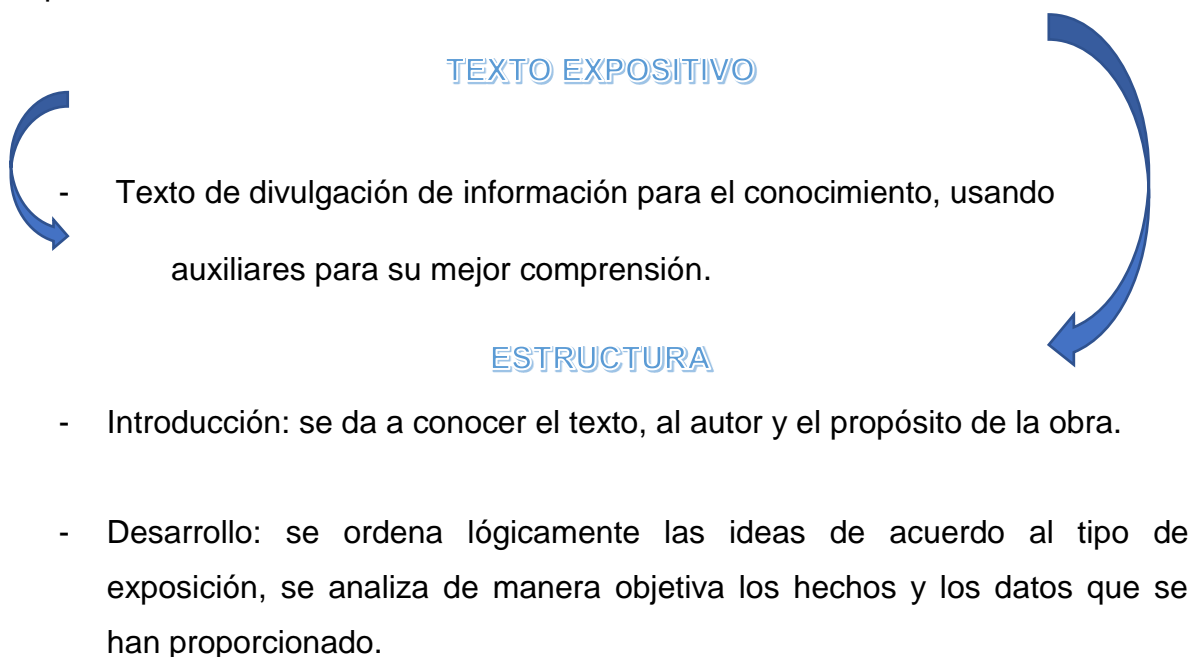 TEXTO EXPOSITIVO
- Texto de divulgación de información para el conocimiento, usando
auxiliares para su mejor comprensión.
ESTRUCTURA
- Introducción: se da a conocer el texto, al autor y el propósito de la obra.
- Desarrollo: se ordena lógicamente las ideas de acuerdo al tipo de
exposición, se analiza de manera objetiva los hechos y los datos que se
han proporcionado.